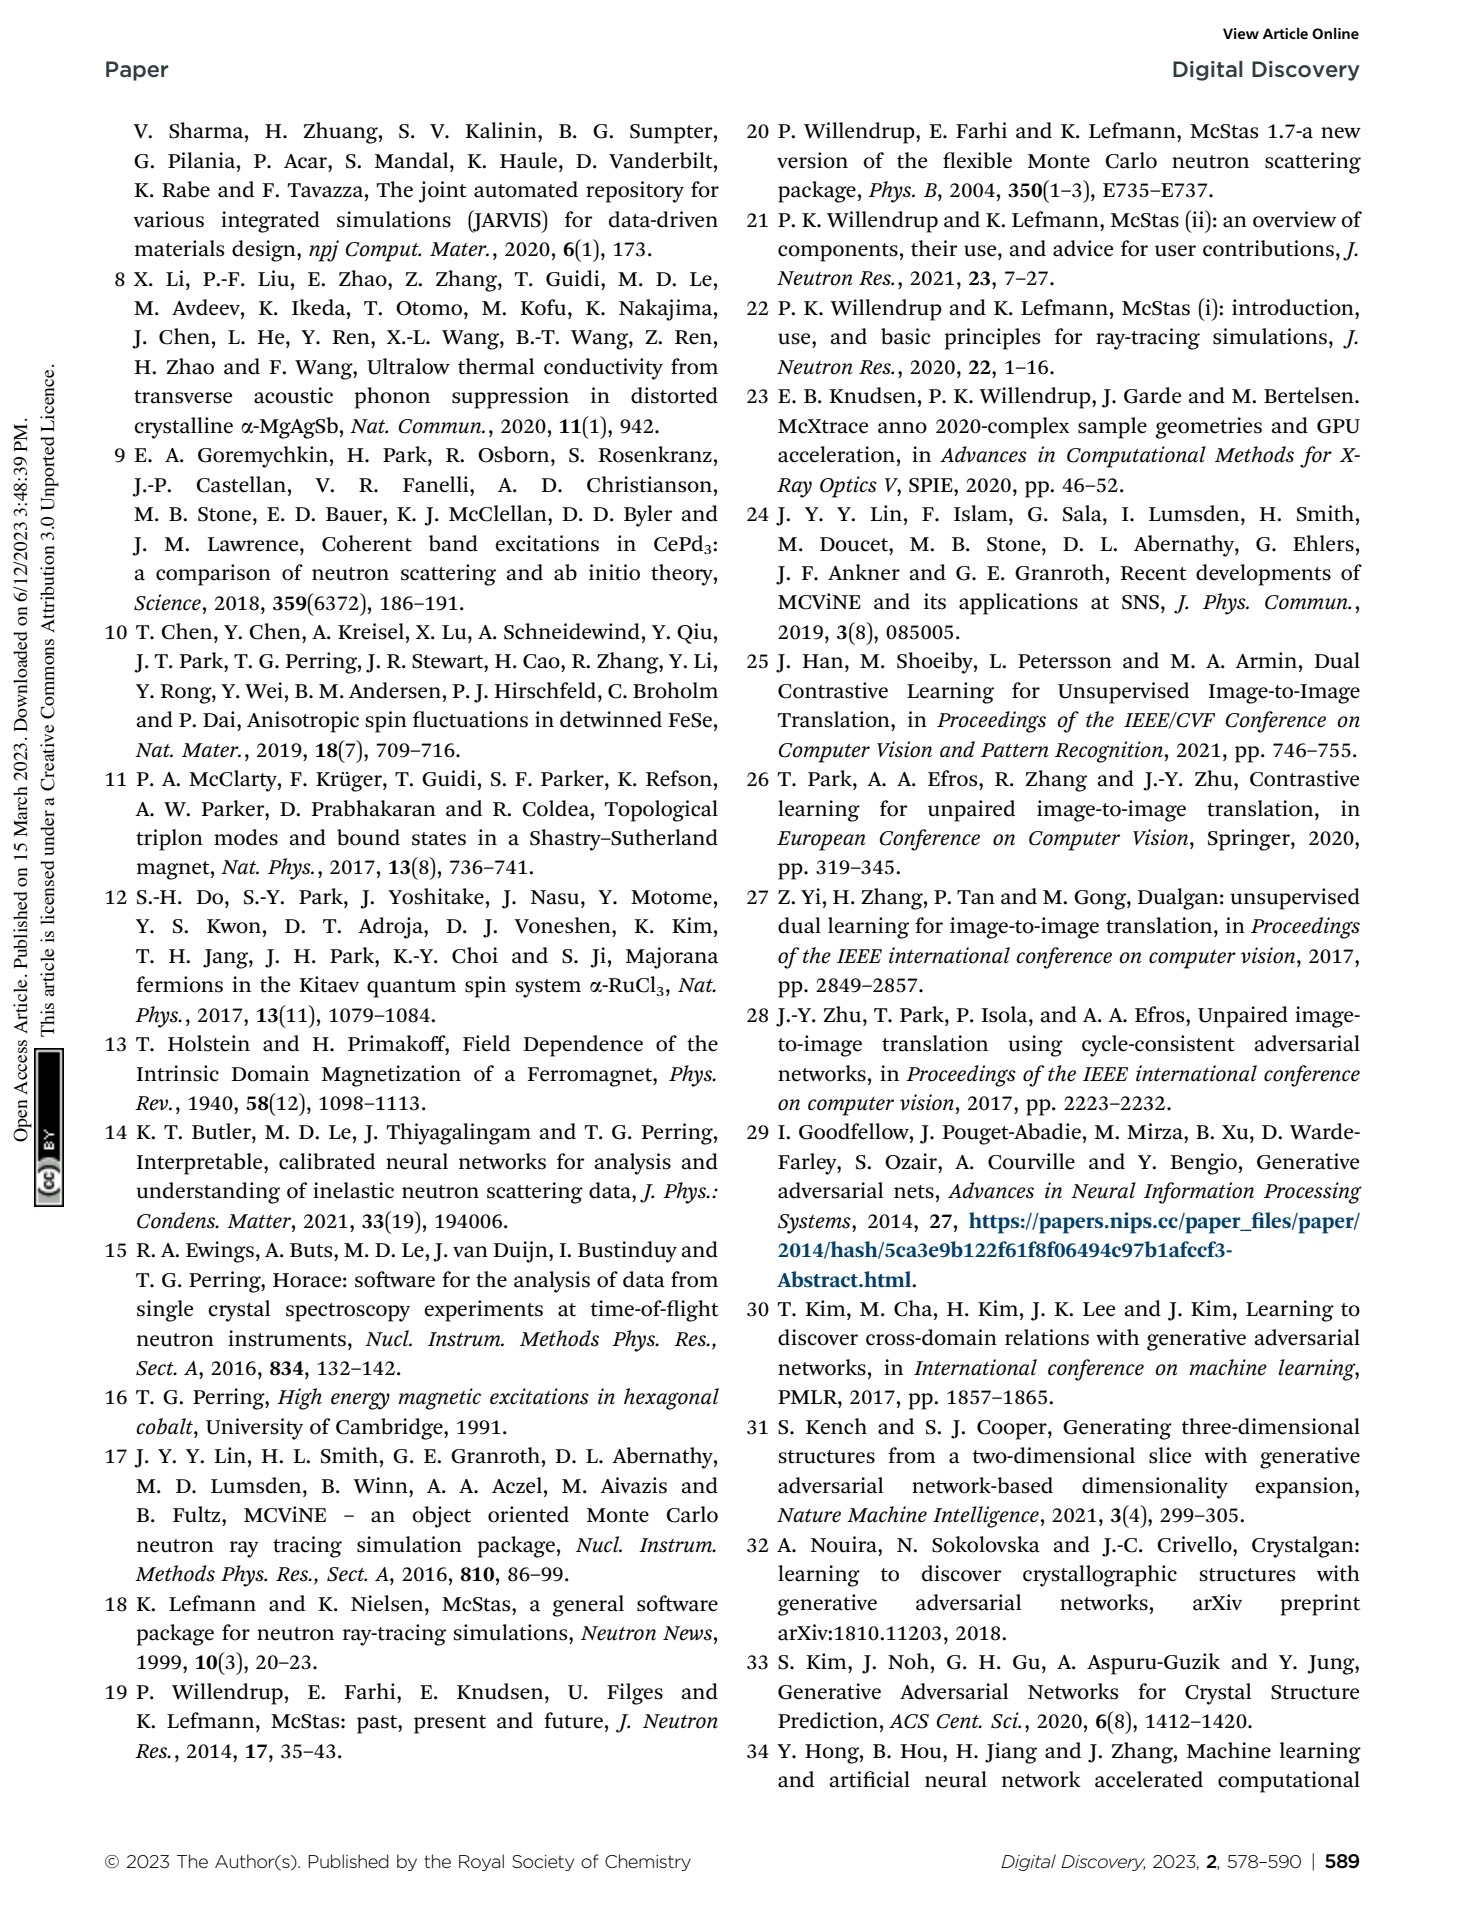 View Article Online
Paper
Digital Discovery
V. Sharma, H. Zhuang, S. V. Kalinin, B. G. Sumpter,
G. Pilania, P. Acar, S. Mandal, K. Haule, D. Vanderbilt,
K. Rabe and F. Tavazza, The joint automated repository for
various integrated simulations (JARVIS) for data-driven
materials design, npj Comput. Mater., 2020, 6(1), 173.
8 X. Li, P.-F. Liu, E. Zhao, Z. Zhang, T. Guidi, M. D. Le,
M. Avdeev, K. Ikeda, T. Otomo, M. Kofu, K. Nakajima,
J. Chen, L. He, Y. Ren, X.-L. Wang, B.-T. Wang, Z. Ren,
H. Zhao and F. Wang, Ultralow thermal conductivity from
transverse acoustic phonon suppression in distorted
crystalline α-MgAgSb, Nat. Commun., 2020, 11(1), 942.
9 E. A. Goremychkin, H. Park, R. Osborn, S. Rosenkranz,
J.-P. Castellan, V. R. Fanelli, A. D. Christianson,
M. B. Stone, E. D. Bauer, K. J. McClellan, D. D. Byler and
J. M. Lawrence, Coherent band excitations in CePd₃:
a comparison of neutron scattering and ab initio theory,
Science, 2018, 359(6372), 186–191.
10 T. Chen, Y. Chen, A. Kreisel, X. Lu, A. Schneidewind, Y. Qiu,
J. T. Park, T. G. Perring, J. R. Stewart, H. Cao, R. Zhang, Y. Li,
Y. Rong, Y. Wei, B. M. Andersen, P. J. Hirschfeld, C. Broholm
and P. Dai, Anisotropic spin fluctuations in detwinned FeSe,
Nat. Mater., 2019, 18(7), 709–716.
11 P. A. McClarty, F. Krüger, T. Guidi, S. F. Parker, K. Refson,
A. W. Parker, D. Prabhakaran and R. Coldea, Topological
triplon modes and bound states in a Shastry–Sutherland
magnet, Nat. Phys., 2017, 13(8), 736–741.
12 S.-H. Do, S.-Y. Park, J. Yoshitake, J. Nasu, Y. Motome,
Y. S. Kwon, D. T. Adroja, D. J. Voneshen, K. Kim,
T. H. Jang, J. H. Park, K.-Y. Choi and S. Ji, Majorana
fermions in the Kitaev quantum spin system α-RuCl₃, Nat.
Phys., 2017, 13(11), 1079–1084.
13 T. Holstein and H. Primakoff, Field Dependence of the
Intrinsic Domain Magnetization of a Ferromagnet, Phys.
Rev., 1940, 58(12), 1098–1113.
14 K. T. Butler, M. D. Le, J. Thiyagalingam and T. G. Perring,
Interpretable, calibrated neural networks for analysis and
understanding of inelastic neutron scattering data, J. Phys.:
Condens. Matter, 2021, 33(19), 194006.
15 R. A. Ewings, A. Buts, M. D. Le, J. van Duijn, I. Bustinduy and
T. G. Perring, Horace: software for the analysis of data from
single crystal spectroscopy experiments at time-of-flight
neutron instruments, Nucl. Instrum. Methods Phys. Res.,
Sect. A, 2016, 834, 132–142.
16 T. G. Perring, High energy magnetic excitations in hexagonal
cobalt, University of Cambridge, 1991.
17 J. Y. Y. Lin, H. L. Smith, G. E. Granroth, D. L. Abernathy,
M. D. Lumsden, B. Winn, A. A. Aczel, M. Aivazis and
B. Fultz, MCViNE – an object oriented Monte Carlo
neutron ray tracing simulation package, Nucl. Instrum.
Methods Phys. Res., Sect. A, 2016, 810, 86–99.
18 K. Lefmann and K. Nielsen, McStas, a general software
package for neutron ray-tracing simulations, Neutron News,
1999, 10(3), 20–23.
19 P. Willendrup, E. Farhi, E. Knudsen, U. Filges and
K. Lefmann, McStas: past, present and future, J. Neutron
Res., 2014, 17, 35–43.
20 P. Willendrup, E. Farhi and K. Lefmann, McStas 1.7-a new
version of the flexible Monte Carlo neutron scattering
package, Phys. B, 2004, 350(1–3), E735–E737.
21 P. K. Willendrup and K. Lefmann, McStas (ii): an overview of
components, their use, and advice for user contributions, J.
Neutron Res., 2021, 23, 7–27.
22 P. K. Willendrup and K. Lefmann, McStas (i): introduction,
use, and basic principles for ray-tracing simulations, J.
Neutron Res., 2020, 22, 1–16.
23 E. B. Knudsen, P. K. Willendrup, J. Garde and M. Bertelsen.
McXtrace anno 2020-complex sample geometries and GPU
acceleration, in Advances in Computational Methods for X-
Ray Optics V, SPIE, 2020, pp. 46–52.
24 J. Y. Y. Lin, F. Islam, G. Sala, I. Lumsden, H. Smith,
M. Doucet, M. B. Stone, D. L. Abernathy, G. Ehlers,
J. F. Ankner and G. E. Granroth, Recent developments of
MCViNE and its applications at SNS, J. Phys. Commun.,
2019, 3(8), 085005.
25 J. Han, M. Shoeiby, L. Petersson and M. A. Armin, Dual
Contrastive Learning for Unsupervised Image-to-Image
Translation, in Proceedings of the IEEE/CVF Conference on
Computer Vision and Pattern Recognition, 2021, pp. 746–755.
26 T. Park, A. A. Efros, R. Zhang and J.-Y. Zhu, Contrastive
learning for unpaired image-to-image translation, in
European Conference on Computer Vision, Springer, 2020,
pp. 319–345.
27 Z. Yi, H. Zhang, P. Tan and M. Gong, Dualgan: unsupervised
dual learning for image-to-image translation, in Proceedings
of the IEEE international conference on computer vision, 2017,
pp. 2849–2857.
28 J.-Y. Zhu, T. Park, P. Isola, and A. A. Efros, Unpaired image-
to-image translation using cycle-consistent adversarial
networks, in Proceedings of the IEEE international conference
on computer vision, 2017, pp. 2223–2232.
29 I. Goodfellow, J. Pouget-Abadie, M. Mirza, B. Xu, D. Warde-
Farley, S. Ozair, A. Courville and Y. Bengio, Generative
adversarial nets, Advances in Neural Information Processing
Systems, 2014, 27, https://papers.nips.cc/paper_files/paper/
2014/hash/5ca3e9b122f61f8f06494c97b1afccf3-
Abstract.html.
30 T. Kim, M. Cha, H. Kim, J. K. Lee and J. Kim, Learning to
discover cross-domain relations with generative adversarial
networks, in International conference on machine learning,
PMLR, 2017, pp. 1857–1865.
31 S. Kench and S. J. Cooper, Generating three-dimensional
structures from a two-dimensional slice with generative
adversarial network-based dimensionality expansion,
Nature Machine Intelligence, 2021, 3(4), 299–305.
32 A. Nouira, N. Sokolovska and J.-C. Crivello, Crystalgan:
learning to discover crystallographic structures with
generative adversarial networks, arXiv preprint
arXiv:1810.11203, 2018.
33 S. Kim, J. Noh, G. H. Gu, A. Aspuru-Guzik and Y. Jung,
Generative Adversarial Networks for Crystal Structure
Prediction, ACS Cent. Sci., 2020, 6(8), 1412–1420.
34 Y. Hong, B. Hou, H. Jiang and J. Zhang, Machine learning
and artificial neural network accelerated computational
Open Access Article. Published on 15 March 2023. Downloaded on 6/12/2023 3:48:39 PM.
This article is licensed under a Creative Commons Attribution 3.0 Unported Licence.
(cc) BY
© 2023 The Author(s). Published by the Royal Society of Chemistry
Digital Discovery, 2023, 2, 578–590 | 589